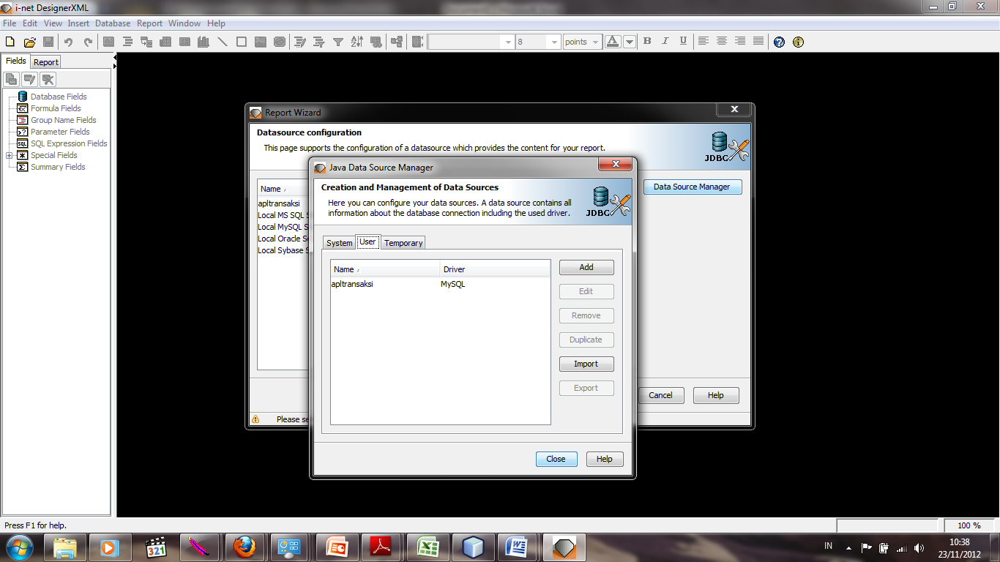 i-net DesignerXML
File Edit View Insert Database Report Window Help
8 points A B I U
Fields Report
Database Fields
Formula Fields
Group Name Fields
Parameter Fields
SQL Expression Fields
Special Fields
Summary Fields
Report Wizard
Datasource configuration
This page supports the configuration of a datasource which provides the content for your report.
JDBC
Name
apltransaksi
Local MS SQL S
Local MySQL S
Local Oracle Se
Local Sybase S
Data Source Manager
Cancel Help
Please se
Java Data Source Manager
Creation and Management of Data Sources
Here you can configure your data sources. A data source contains all
information about the database connection including the used driver.
JDBC
System User Temporary
Name Driver
apltransaksi MySQL
Add
Edit
Remove
Duplicate
Import
Export
Close Help
Press F1 for help.
100 %
321
IN
10:38
23/11/2012